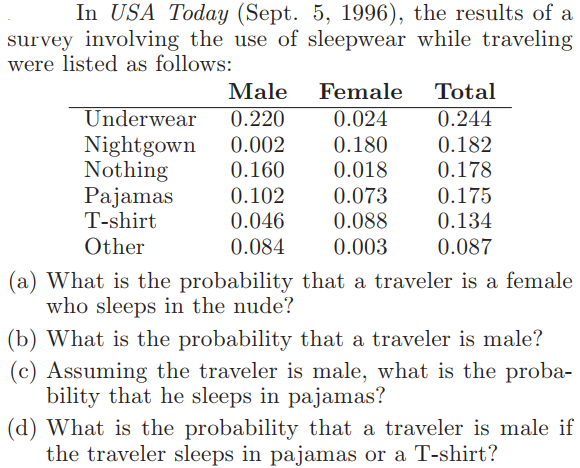 In USA Today (Sept. 5, 1996), the results of a
survey involving the use of sleepwear while traveling
were listed as follows:
Male Female Total
Underwear 0.220 0.024 0.244
Nightgown 0.002 0.180 0.182
Nothing 0.160 0.018 0.178
Pajamas 0.102 0.073 0.175
T-shirt 0.046 0.088 0.134
Other 0.084 0.003 0.087
(a) What is the probability that a traveler is a female
who sleeps in the nude?
(b) What is the probability that a traveler is male?
(c) Assuming the traveler is male, what is the proba-
bility that he sleeps in pajamas?
(d) What is the probability that a traveler is male if
the traveler sleeps in pajamas or a T-shirt?